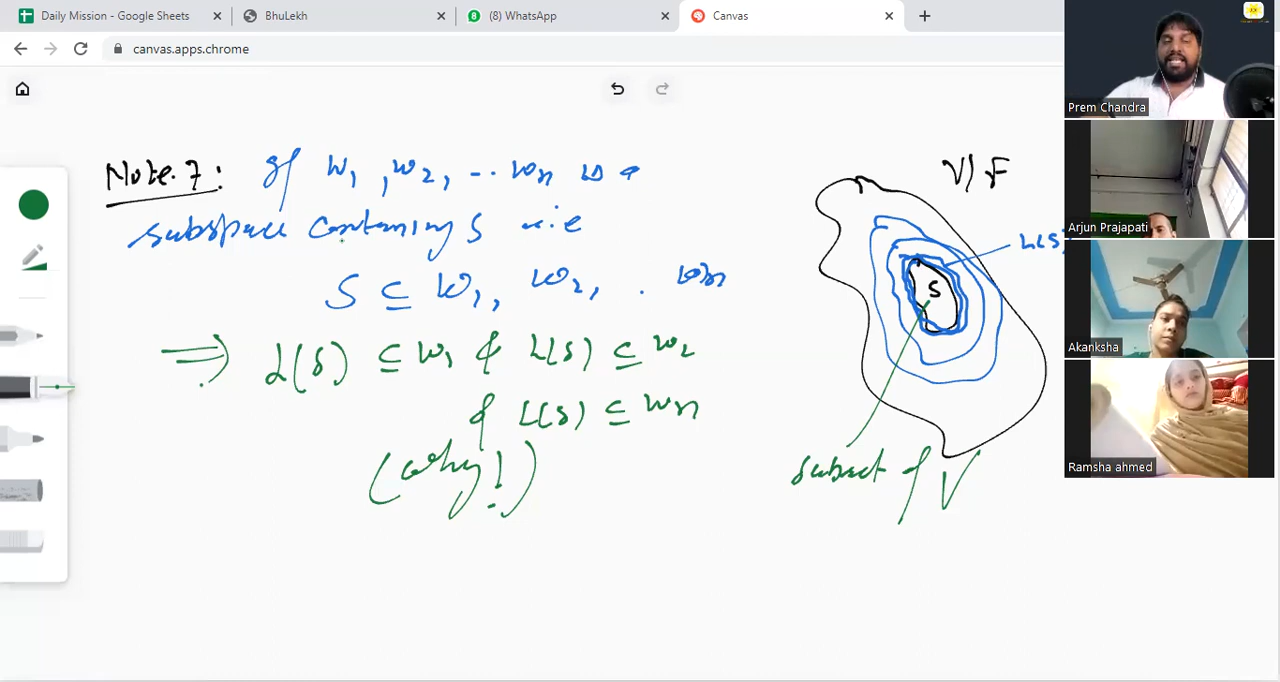 Daily Mission - Google Sheets
BhuLekh
(8) WhatsApp
Canvas
canvas.apps.chrome
Note.7: If W1, W2, -.. Wn is a
subspace containing S i.e
S ⊆ W1, W2, . Wn
⟹ L(S) ⊆ W1 & L(S) ⊆ W2
& L(S) ⊆ Wn
(why!)
V/F
L(S)
S
subset of V
Prem Chandra
Arjun Prajapati
Akanksha
Ramsha ahmed